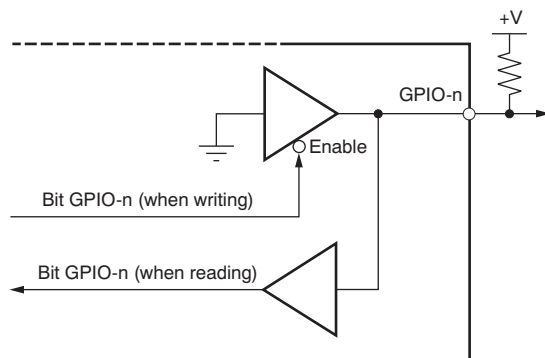 +V
GPIO-n
Enable
Bit GPIO-n (when writing)
Bit GPIO-n (when reading)